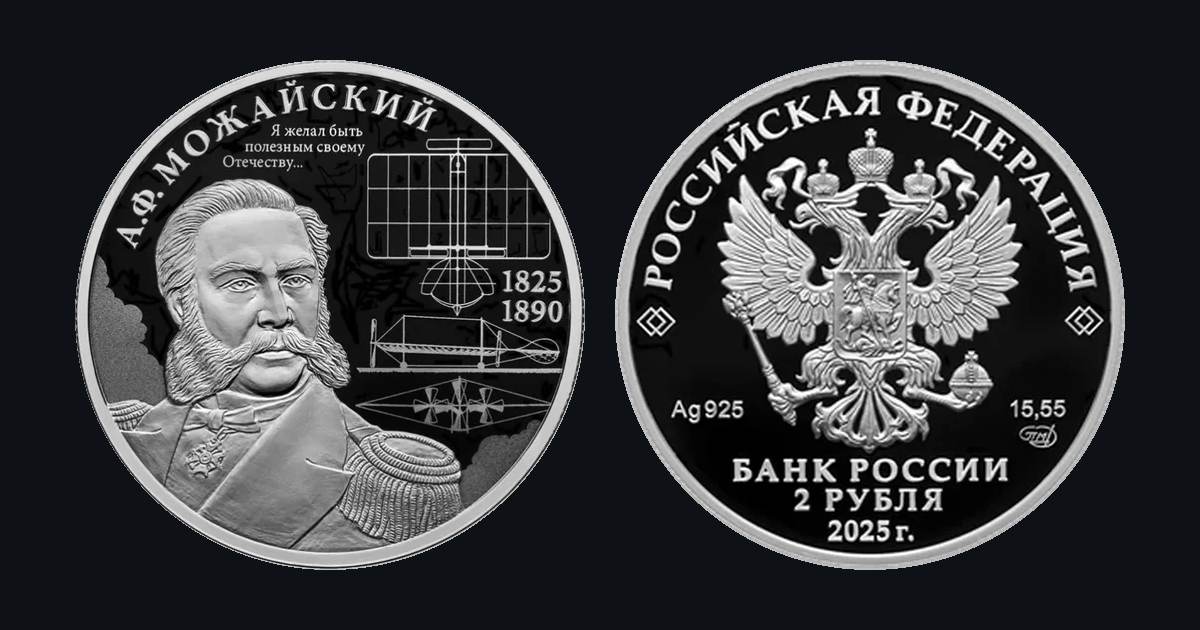 А.Ф. МОЖАЙСКИЙ
Я желал быть
полезным своему
Отечеству...
1825
1890
РОССИЙСКАЯ ФЕДЕРАЦИЯ
Ag 925
15,55
БАНК РОССИИ
2 РУБЛЯ
2025 г.